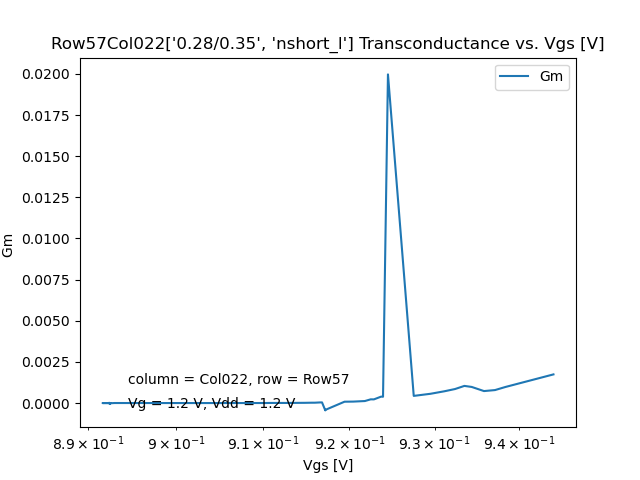 Row57Col022['0.28/0.35', 'nshort_l'] Transconductance vs. Vgs [V]
Gm
0.0200
0.0175
0.0150
0.0125
0.0100
0.0075
0.0050
0.0025
0.0000
Gm
column = Col022, row = Row57
Vg = 1.2 V, Vdd = 1.2 V
8.9 × 10⁻¹ 9 × 10⁻¹ 9.1 × 10⁻¹ 9.2 × 10⁻¹ 9.3 × 10⁻¹ 9.4 × 10⁻¹
Vgs [V]